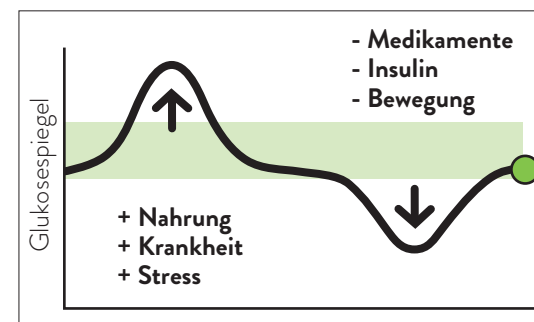 Glukosespiegel
- Medikamente
- Insulin
- Bewegung
+ Nahrung
+ Krankheit
+ Stress